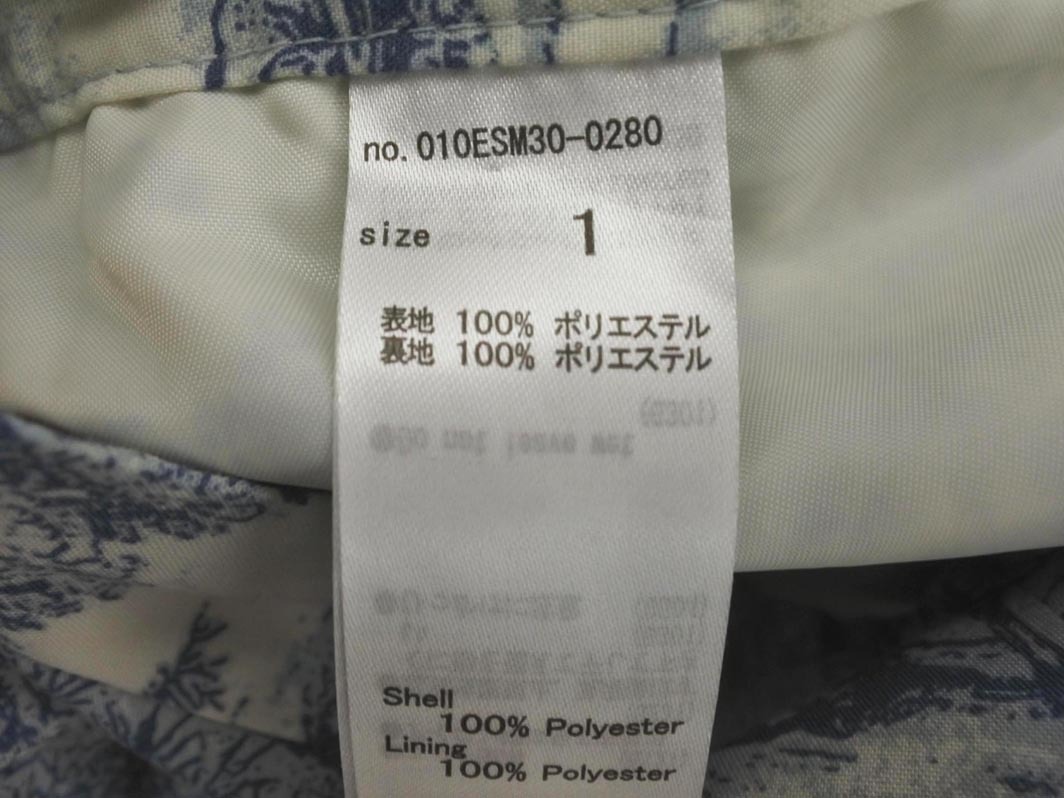 no.010ESM30-0280
size 1
表地 100% ポリエステル
裏地 100% ポリエステル
Shell
100% Polyester
Lining
100% Polyester